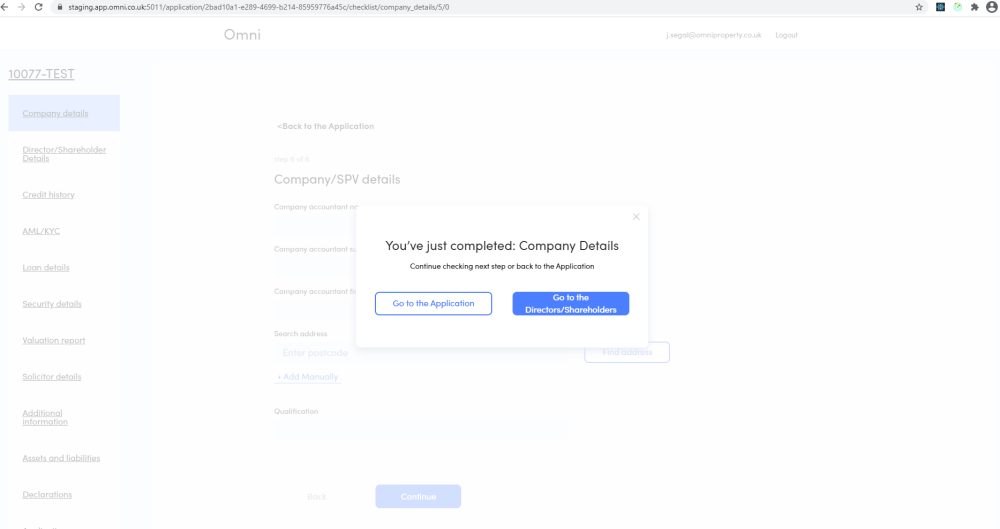 staging.app.omni.co.uk:5011/application/2bad10a1-e289-4699-b214-85959776a45c/checklist/company_details/5/0
Omni
j.segal@omniproperty.co.uk Logout
10077-TEST
Company details
Director/Shareholder
Details
Credit history
AML/KYC
Loan details
Security details
Valuation report
Solicitor details
Additional
information
Assets and liabilities
Declarations
<Back to the Application
step 6 of 6
Company/SPV details
Company accountant
Company accountant
Company accountant
Search address
Enter postcode
Find address
+ Add Manually
Qualification
Back
Continue
You've just completed: Company Details
Continue checking next step or back to the Application
Go to the Application
Go to the
Directors/Shareholders